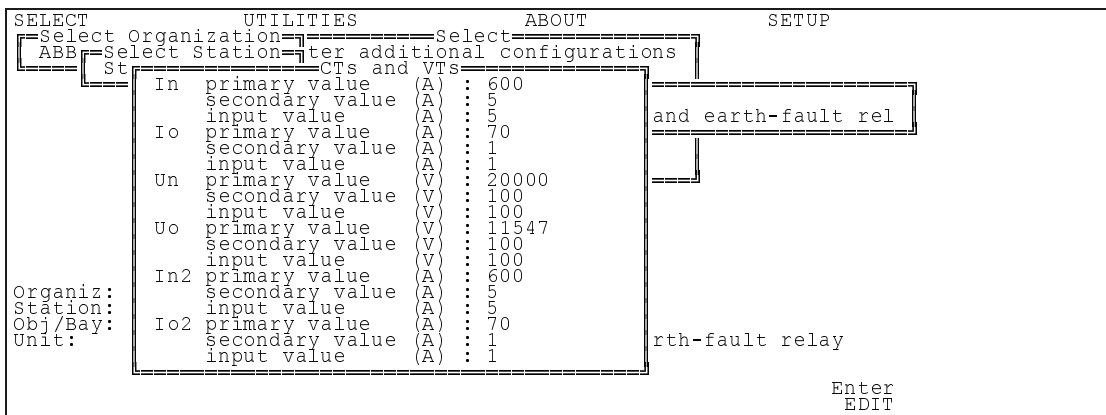 SELECT UTILITIES ABOUT SETUP
Select Organization Select
ABB Select Station ter additional configurations
St CTs and VTs
In primary value (A) : 600
secondary value (A) : 5
input value (A) : 5 and earth-fault rel
Io primary value (A) : 70
secondary value (A) : 1
input value (A) : 1
Un primary value (V) : 20000
secondary value (V) : 100
input value (V) : 100
Uo primary value (V) : 11547
secondary value (V) : 100
input value (V) : 100
In2 primary value (A) : 600
Organiz: secondary value (A) : 5
Station: input value (A) : 5
Obj/Bay: Io2 primary value (A) : 70
Unit: secondary value (A) : 1 rth-fault relay
input value (A) : 1
Enter
EDIT